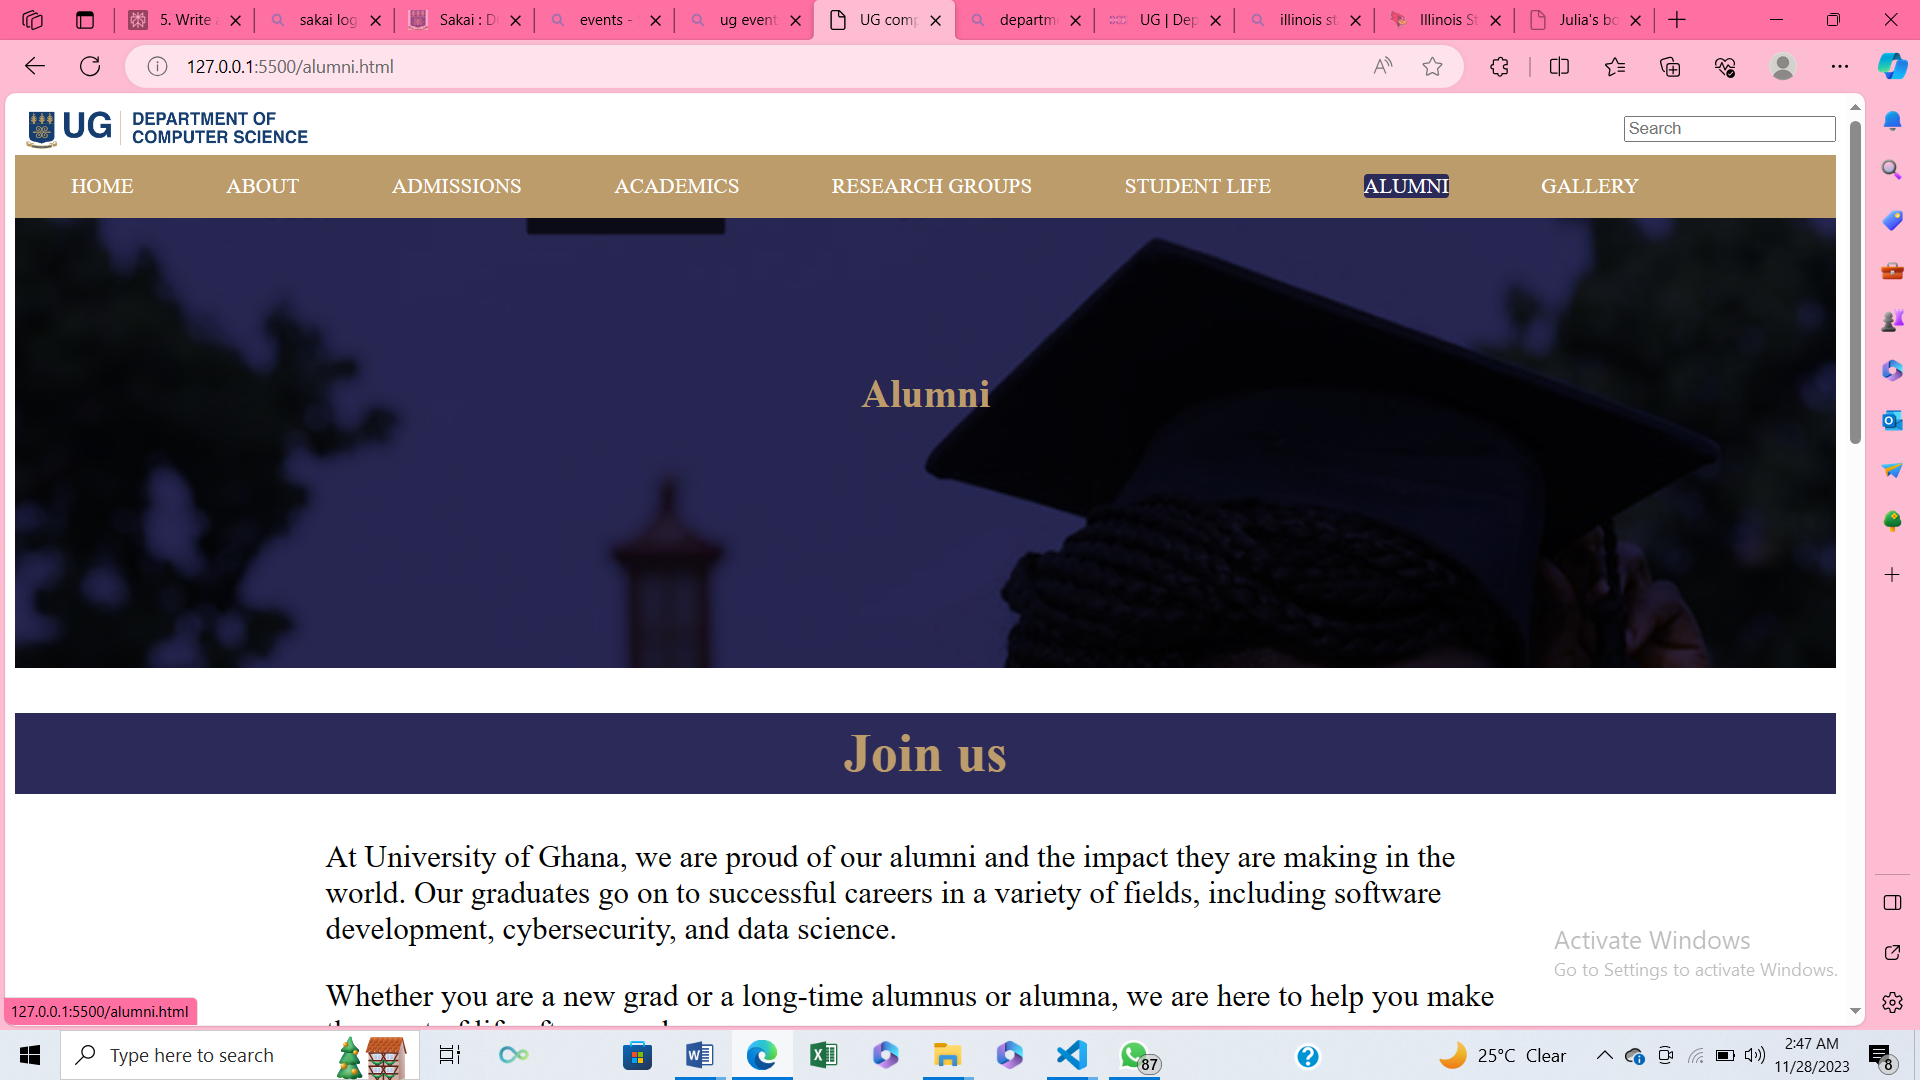 5. Write a
sakai log
Sakai : D
events -
ug event
UG comp
departme
UG | Dep
illinois st
Illinois St
Julia's bo
127.0.0.1:5500/alumni.html
UG
DEPARTMENT OF
COMPUTER SCIENCE
Search
HOME ABOUT ADMISSIONS ACADEMICS RESEARCH GROUPS STUDENT LIFE ALUMNI GALLERY
Alumni
Join us
At University of Ghana, we are proud of our alumni and the impact they are making in the
world. Our graduates go on to successful careers in a variety of fields, including software
development, cybersecurity, and data science.
Activate Windows
Go to Settings to activate Windows.
Whether you are a new grad or a long-time alumnus or alumna, we are here to help you make
127.0.0.1:5500/alumni.html
Type here to search
87
25°C Clear
2:47 AM
11/28/2023
8